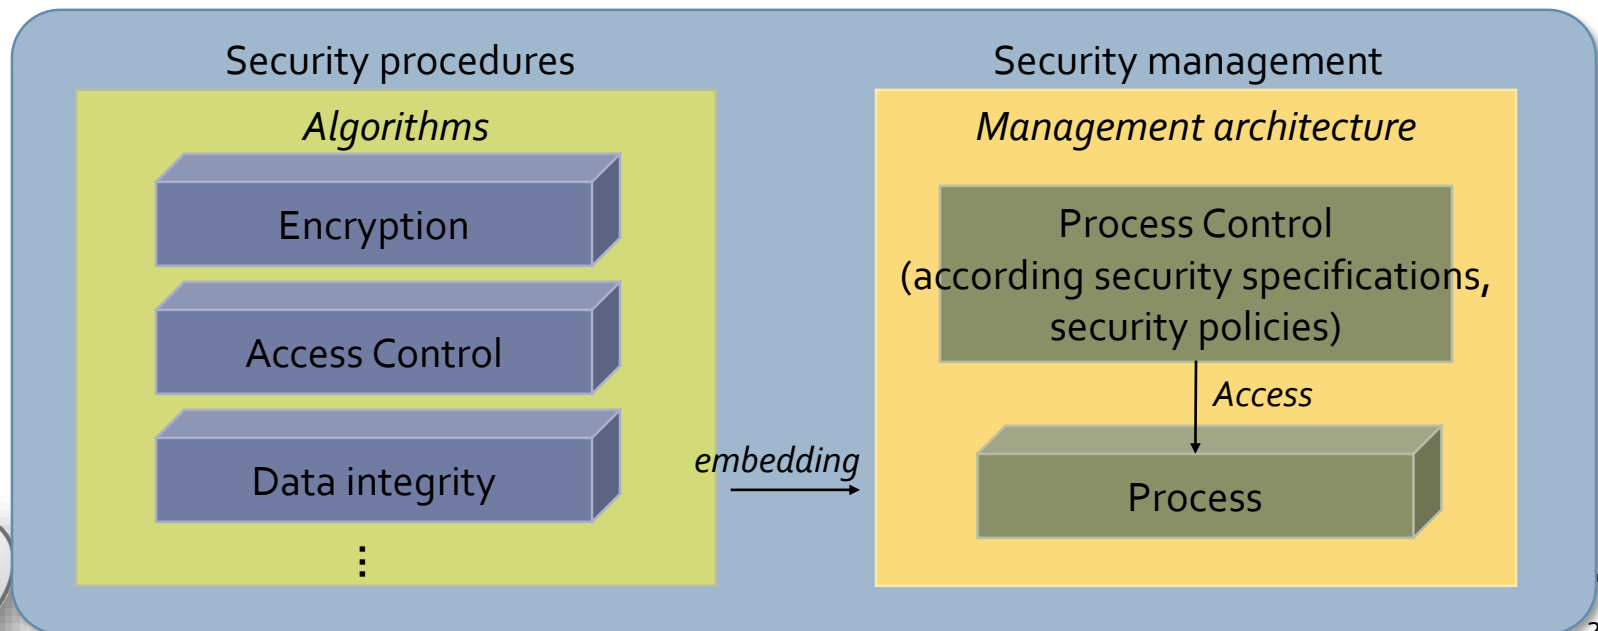 Security procedures
Algorithms
Encryption
Access Control
Data integrity
⋮
embedding
Security management
Management architecture
Process Control
(according security specifications,
security policies)
Access
Process